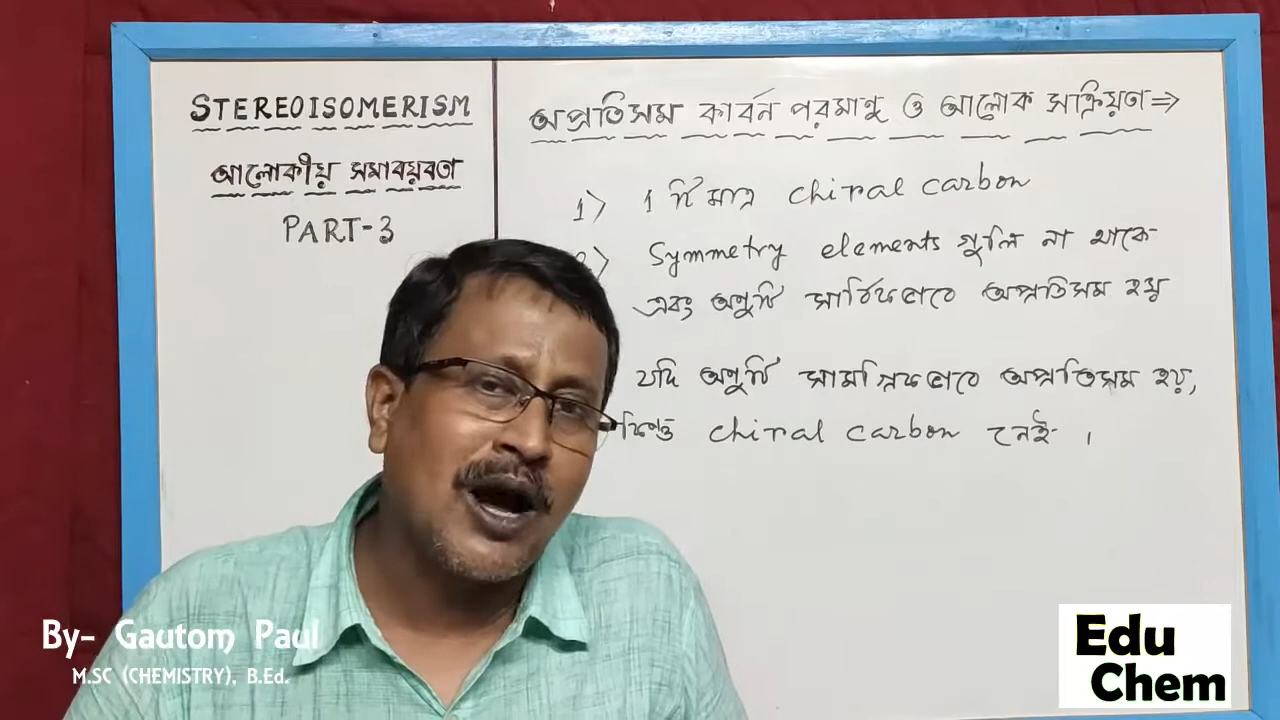 STEREOISOMERISM
আলোকীয় সমাবয়বতা
PART-3
অপ্রতিসম কার্বন পরমাণু ও আলোক সক্রিয়তা⇒
1> 1 টি মাত্র chiral carbon
2> Symmetry elements গুলি না থাকে
এবং অণুটি সার্বিকভাবে অপ্রতিসম হয়
যদি অণুটি সামগ্রিকভাবে অপ্রতিসম হয়,
কিন্তু chiral carbon নেই ।
By- Gautom Paul
M.SC (CHEMISTRY), B.Ed.
Edu
Chem